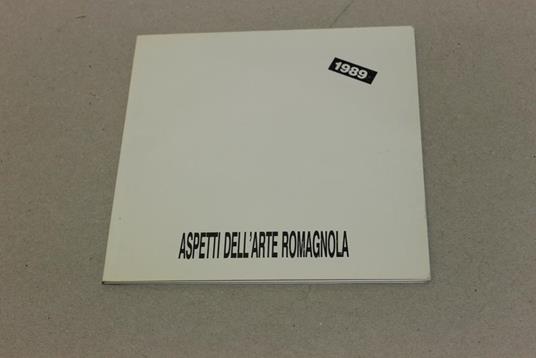 1989
ASPETTI DELL'ARTE ROMAGNOLA